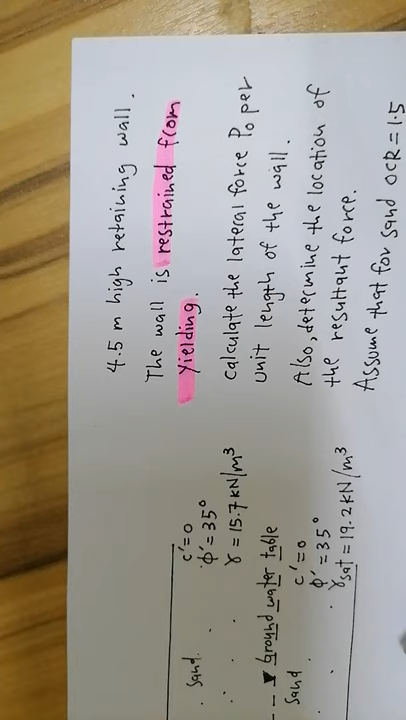 4.5 m high retaining wall.
The wall is restrained from
yielding.
Calculate the lateral force Po per
unit length of the wall.
Also, determine the location of
the resultant force.
Assume that for sand OCR = 1.5
Sand
c' = 0
ϕ' = 35°
γ = 15.7 kN/m³
Ground water table
Sand
c' = 0
ϕ' = 35°
γsat = 19.2 kN/m³